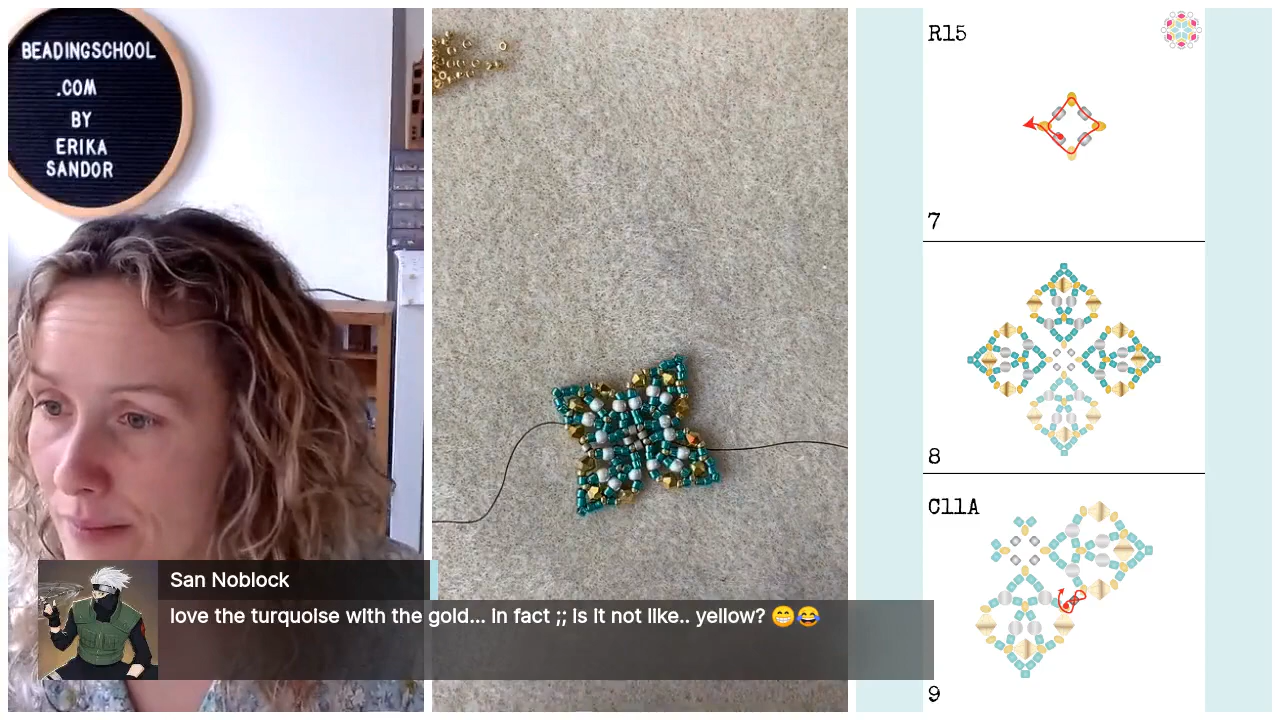 BEADINGSCHOOL
.COM
BY
ERIKA
SANDOR
R15
7
8
C11A
9
San Noblock
love the turquoise with the gold... in fact ;; is it not like.. yellow? 😁😂